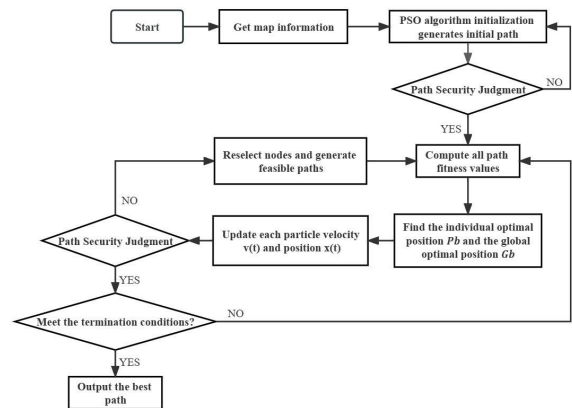 Start
Get map information
PSO algorithm initialization
generates initial path
NO
Path Security Judgment
YES
Reselect nodes and generate
feasible paths
Compute all path
fitness values
NO
Path Security Judgment
Update each particle velocity
v(t) and position x(t)
Find the individual optimal
position Pb and the global
optimal position Gb
YES
Meet the termination conditions?
NO
YES
Output the best
path